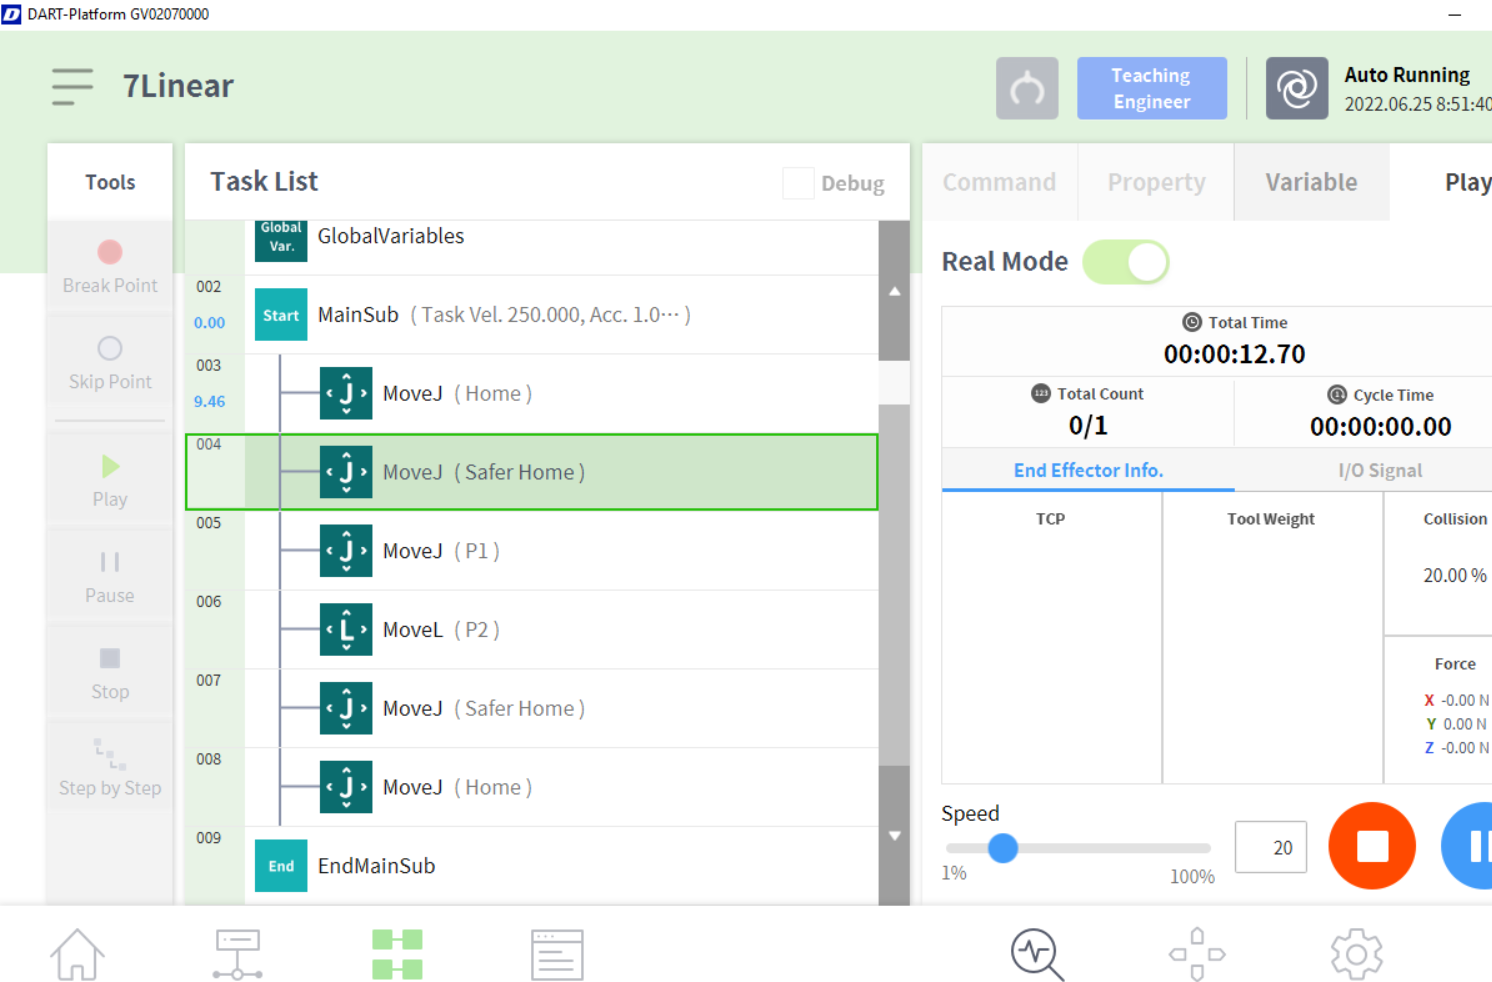 DART-Platform GV02070000
7Linear
Teaching
Engineer
Auto Running
2022.06.25 8:51:40
Tools
Task List
Debug
Command
Property
Variable
Play
Break Point
Skip Point
Play
Pause
Stop
Step by Step
Global
Var.
GlobalVariables
002
0.00
Start
MainSub ( Task Vel. 250.000, Acc. 1.0··· )
003
9.46
J
MoveJ ( Home )
004
J
MoveJ ( Safer Home )
005
J
MoveJ ( P1 )
006
L
MoveL ( P2 )
007
J
MoveJ ( Safer Home )
008
J
MoveJ ( Home )
009
End
EndMainSub
Real Mode
Total Time
00:00:12.70
123 Total Count
0/1
Cycle Time
00:00:00.00
End Effector Info.
I/O Signal
TCP
Tool Weight
Collision
20.00 %
Force
X -0.00 N
Y 0.00 N
Z -0.00 N
Speed
1%
100%
20